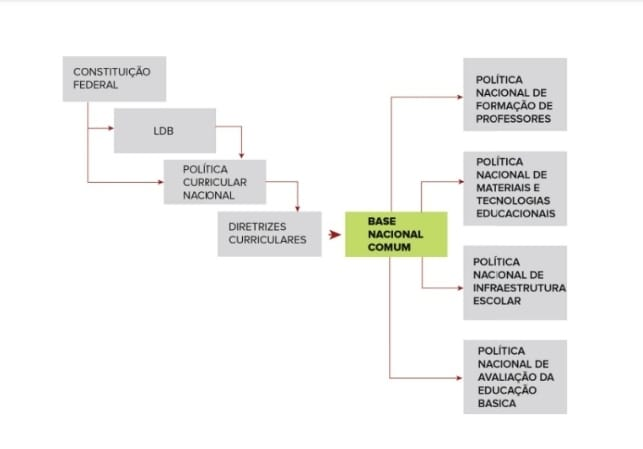 CONSTITUIÇÃO
FEDERAL
LDB
POLÍTICA
CURRICULAR
NACIONAL
DIRETRIZES
CURRICULARES
BASE
NACIONAL
COMUM
POLÍTICA
NACIONAL DE
FORMAÇÃO DE
PROFESSORES
POLÍTICA
NACIONAL DE
MATERIAIS E
TECNOLOGIAS
EDUCACIONAIS
POLÍTICA
NACIONAL DE
INFRAESTRUTURA
ESCOLAR
POLÍTICA
NACIONAL DE
AVALIAÇÃO DA
EDUCAÇÃO
BASICA